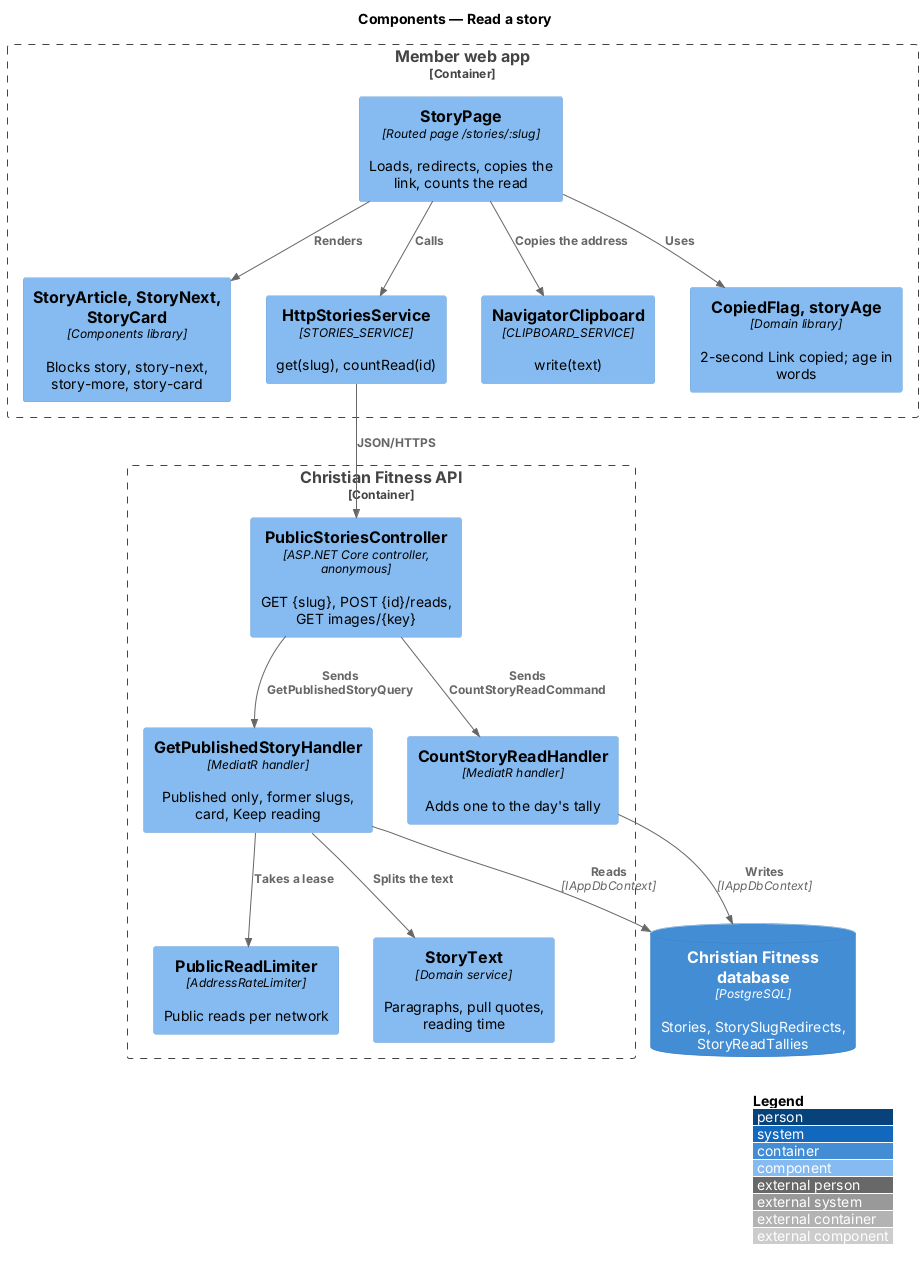 Components — Read a story
Member web app
[Container]
StoryPage
[Routed page /stories/:slug]
Loads, redirects, copies the
link, counts the read
Renders
Calls
Copies the address
Uses
StoryArticle, StoryNext,
StoryCard
[Components library]
Blocks story, story-next,
story-more, story-card
HttpStoriesService
[STORIES_SERVICE]
get(slug), countRead(id)
NavigatorClipboard
[CLIPBOARD_SERVICE]
write(text)
CopiedFlag, storyAge
[Domain library]
2-second Link copied; age in
words
JSON/HTTPS
Christian Fitness API
[Container]
PublicStoriesController
[ASP.NET Core controller,
anonymous]
GET {slug}, POST {id}/reads,
GET images/{key}
Sends
GetPublishedStoryQuery
Sends
CountStoryReadCommand
GetPublishedStoryHandler
[MediatR handler]
Published only, former slugs,
card, Keep reading
CountStoryReadHandler
[MediatR handler]
Adds one to the day's tally
Takes a lease
Splits the text
Reads
[IAppDbContext]
Writes
[IAppDbContext]
PublicReadLimiter
[AddressRateLimiter]
Public reads per network
StoryText
[Domain service]
Paragraphs, pull quotes,
reading time
Christian Fitness
database
[PostgreSQL]
Stories, StorySlugRedirects,
StoryReadTallies
Legend
person
system
container
component
external person
external system
external container
external component